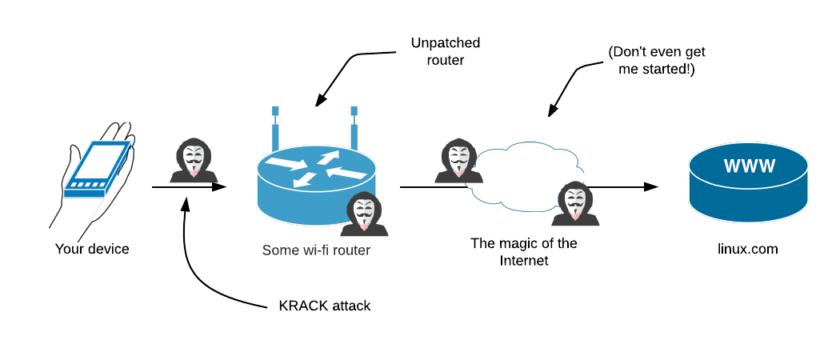 Unpatched
router
(Don't even get
me started!)
WWW
Your device
Some wi-fi router
The magic of the
Internet
linux.com
KRACK attack